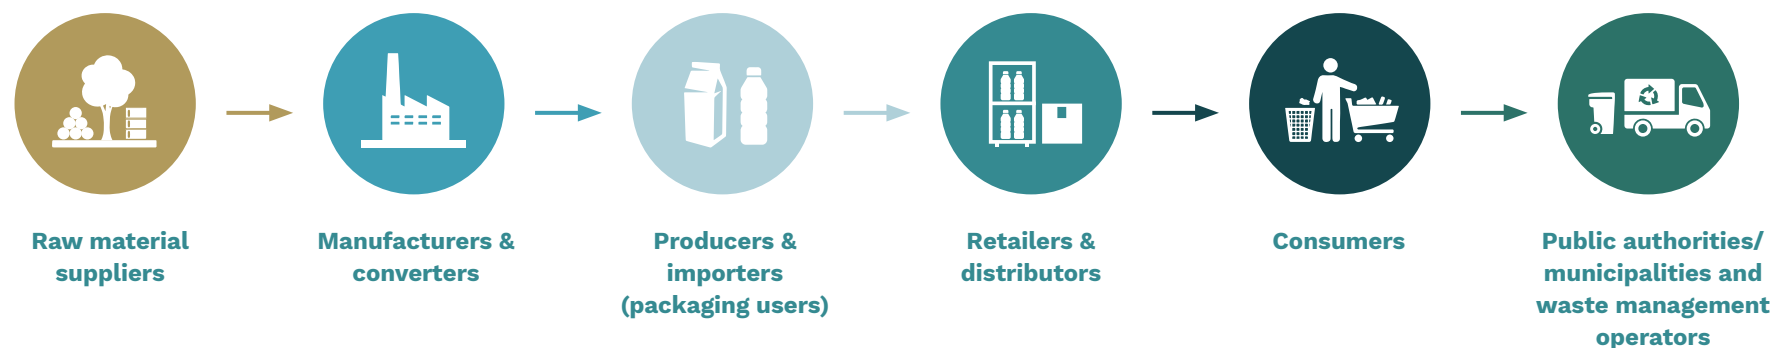 Raw material
suppliers
Manufacturers &
converters
Producers &
importers
(packaging users)
Retailers &
distributors
Consumers
Public authorities/
municipalities and
waste management
operators